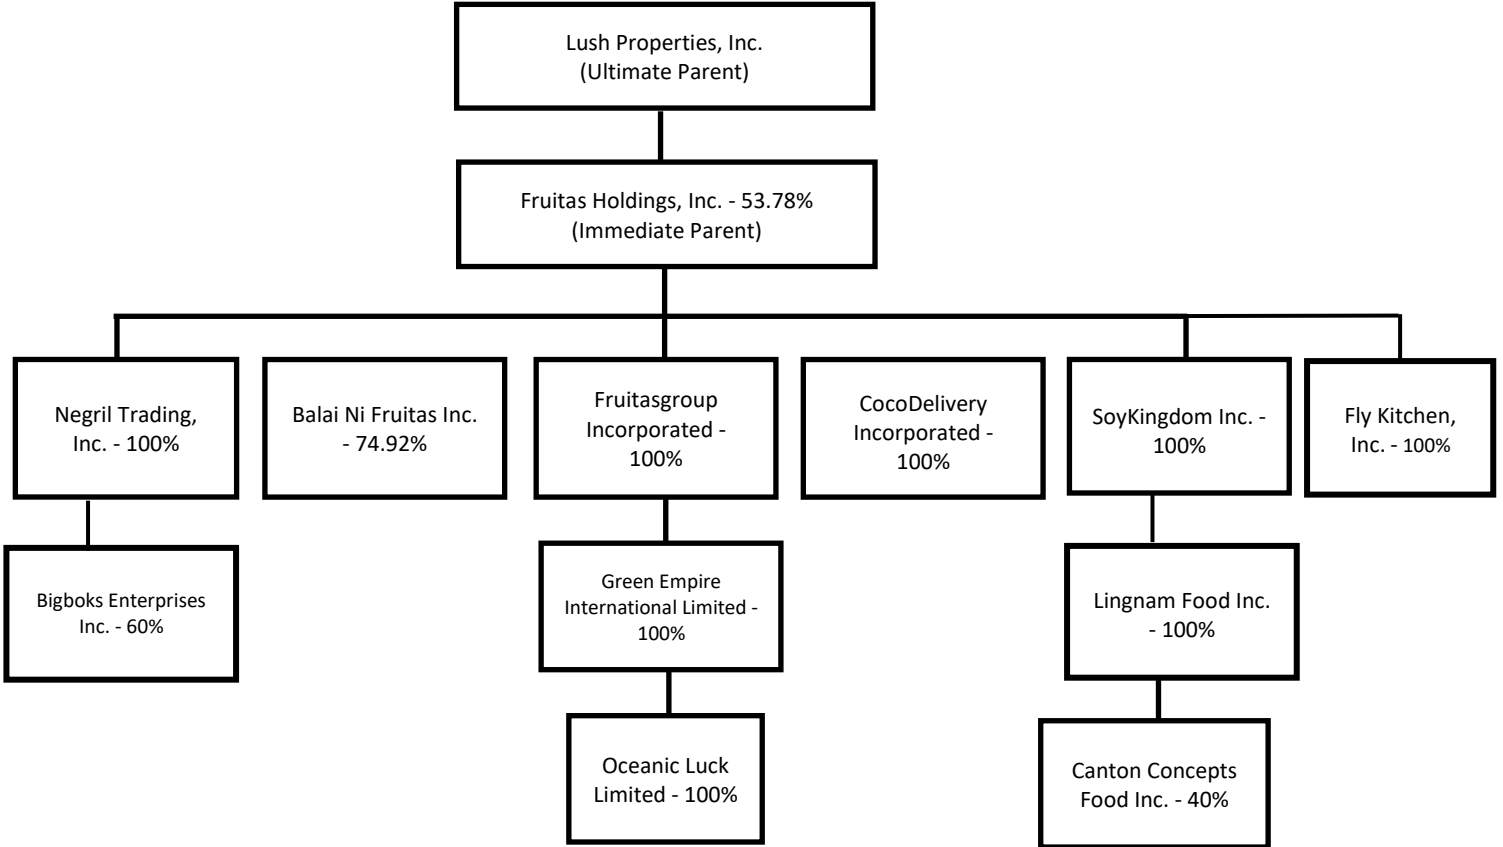 Lush Properties, Inc.
(Ultimate Parent)
Fruitas Holdings, Inc. - 53.78%
(Immediate Parent)
Negril Trading,
Inc. - 100%
Balai Ni Fruitas Inc.
- 74.92%
Fruitasgroup
Incorporated -
100%
CocoDelivery
Incorporated -
100%
SoyKingdom Inc. -
100%
Fly Kitchen,
Inc. - 100%
Bigboks Enterprises
Inc. - 60%
Green Empire
International Limited -
100%
Lingnam Food Inc.
- 100%
Oceanic Luck
Limited - 100%
Canton Concepts
Food Inc. - 40%